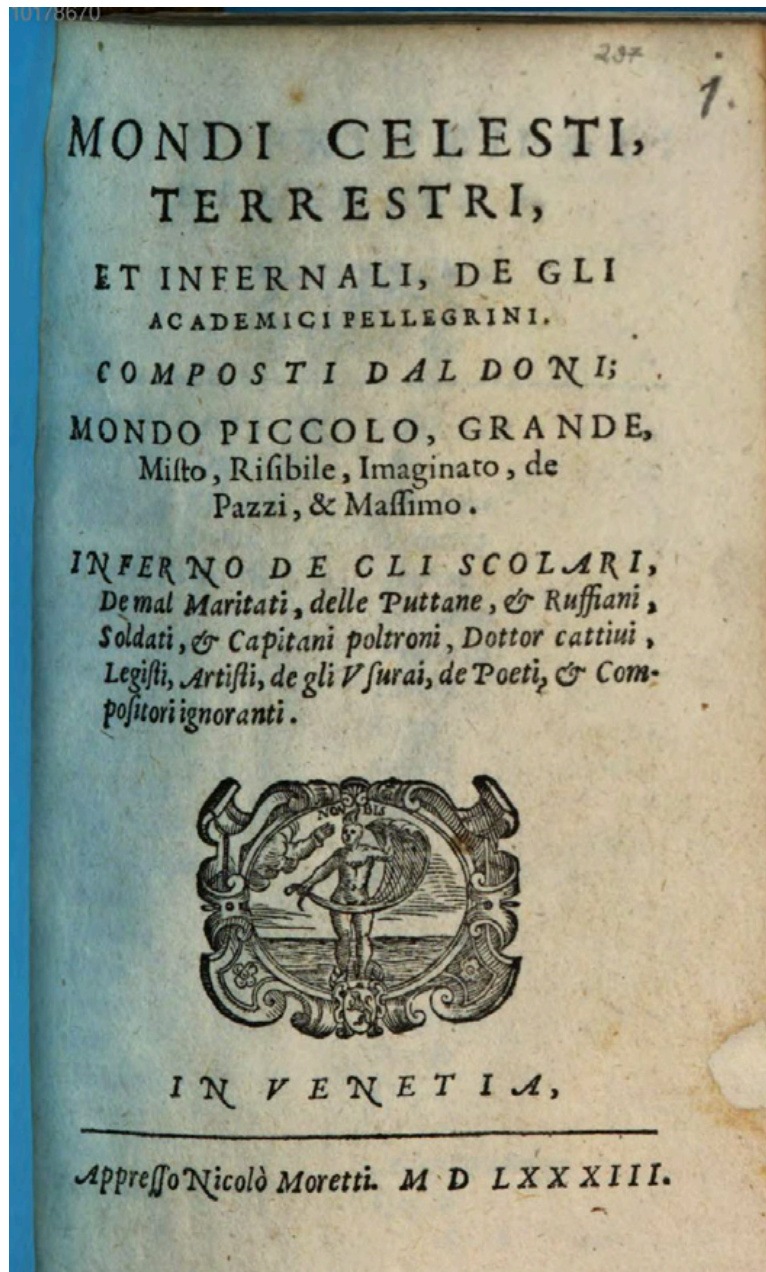 10178670
237
1.
MONDI CELESTI,
TERRESTRI,
ET INFERNALI, DE GLI
ACADEMICI PELLEGRINI.
COMPOSTI DAL DONI;
MONDO PICCOLO, GRANDE,
Miſto, Riſibile, Imaginato, de
Pazzi, & Maſſimo.
INFERNO DE GLI SCOLARI,
De mal Maritati, delle Puttane, & Ruffiani,
Soldati, & Capitani poltroni, Dottor cattiui,
Legiſti, Artiſti, de gli Vſurai, de Poeti, & Com-
poſitori ignoranti.
IN VENETIA,
Appreſſo Nicolò Moretti. M D LXXXIII.